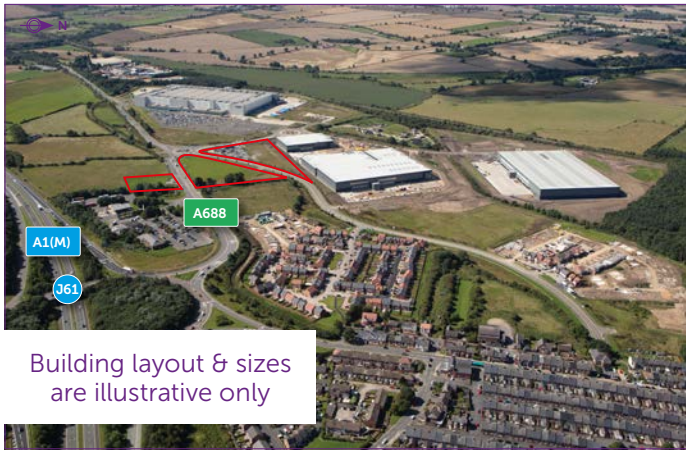 N
A688
A1(M)
J61
Building layout & sizes
are illustrative only